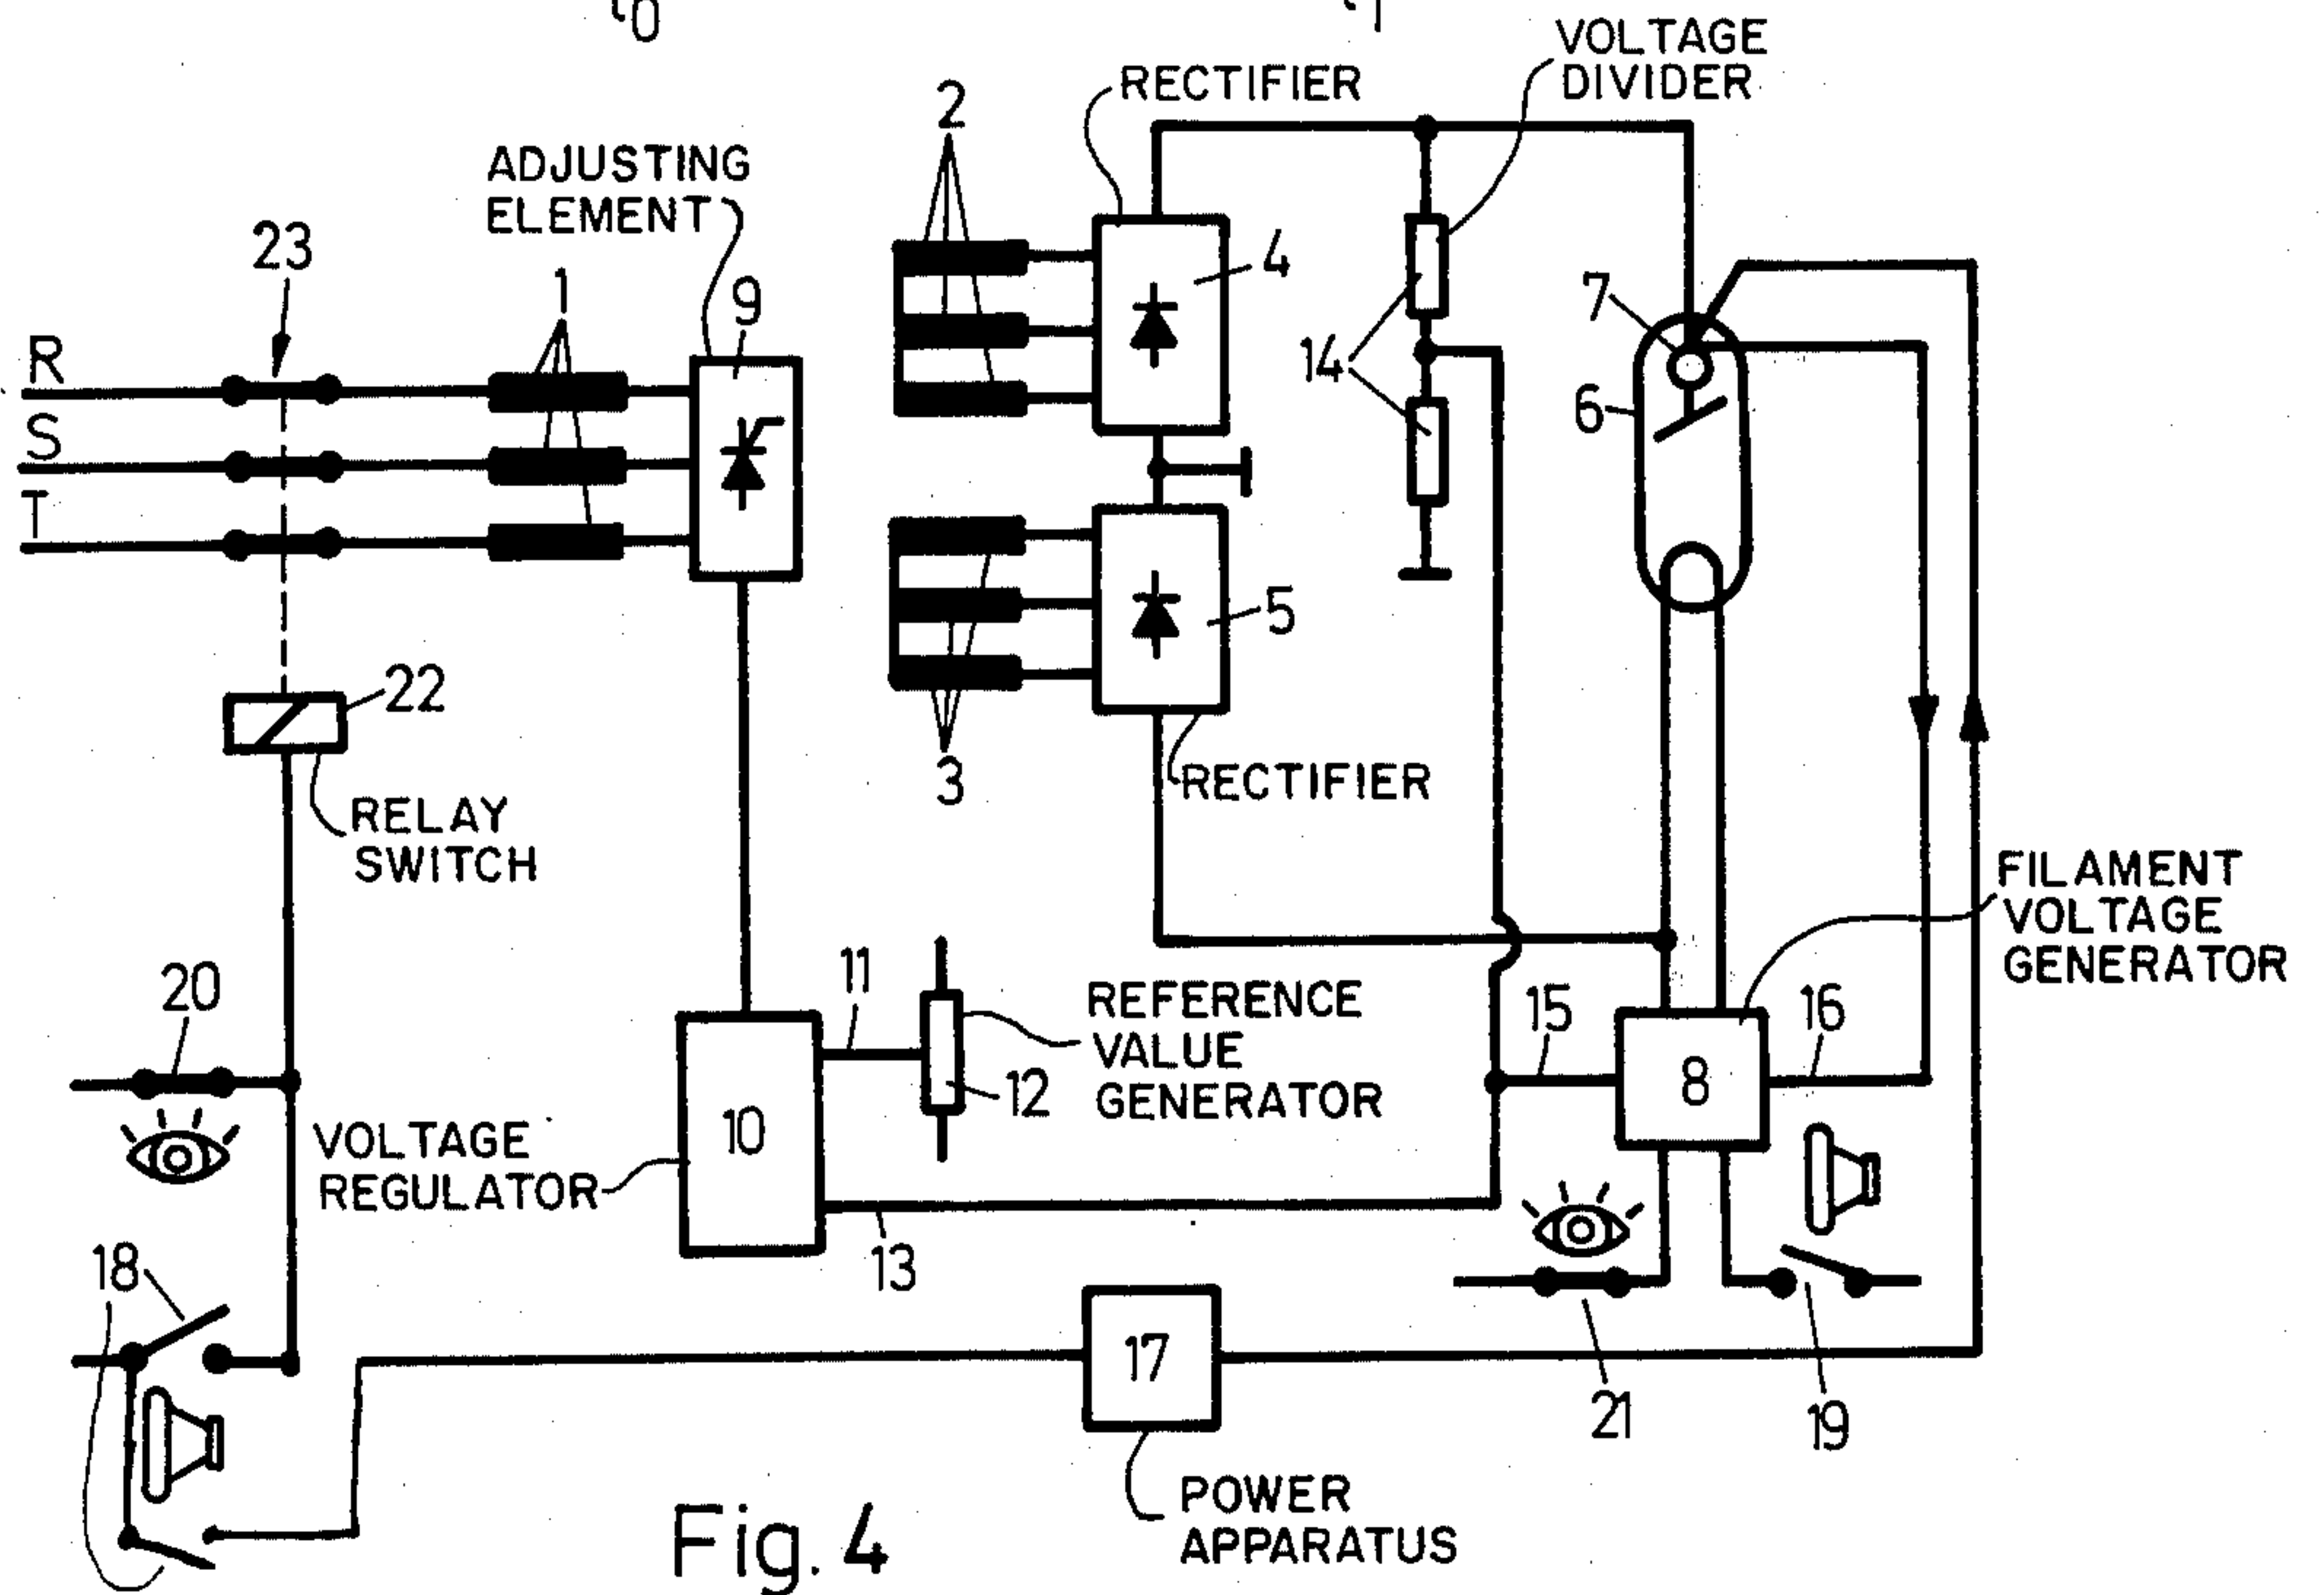 VOLTAGE
DIVIDER
RECTIFIER
2
ADJUSTING
ELEMENT
23
1
9
4
7
R
14
6
S
T
5
22
3
RECTIFIER
RELAY
SWITCH
FILAMENT
VOLTAGE
GENERATOR
20
11
REFERENCE
VALUE
GENERATOR
15
16
12
8
10
VOLTAGE
REGULATOR
18
13
17
21
19
POWER
APPARATUS
Fig. 4